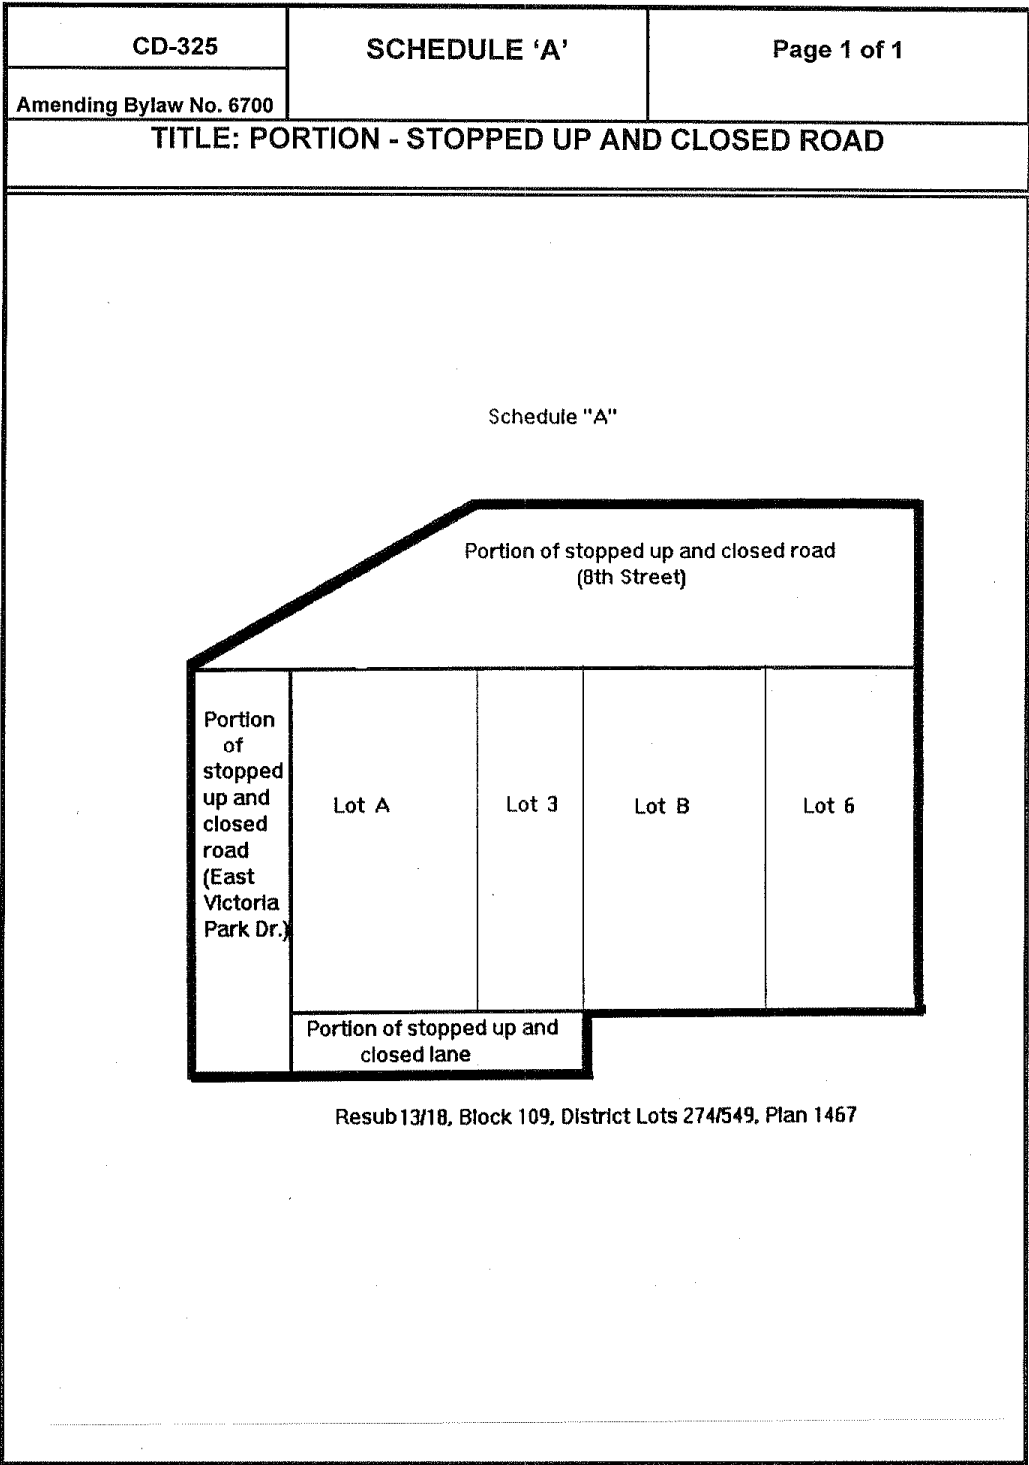 CD-325
SCHEDULE ‘A’
Page 1 of 1
Amending Bylaw No. 6700
TITLE: PORTION - STOPPED UP AND CLOSED ROAD
Schedule "A"
Portion of stopped up and closed road
(8th Street)
Portion
of
stopped
up and
closed
road
(East
Victoria
Park Dr.)
Lot A
Lot 3
Lot B
Lot 6
Portion of stopped up and
closed lane
Resub 13/18, Block 109, District Lots 274/549, Plan 1467